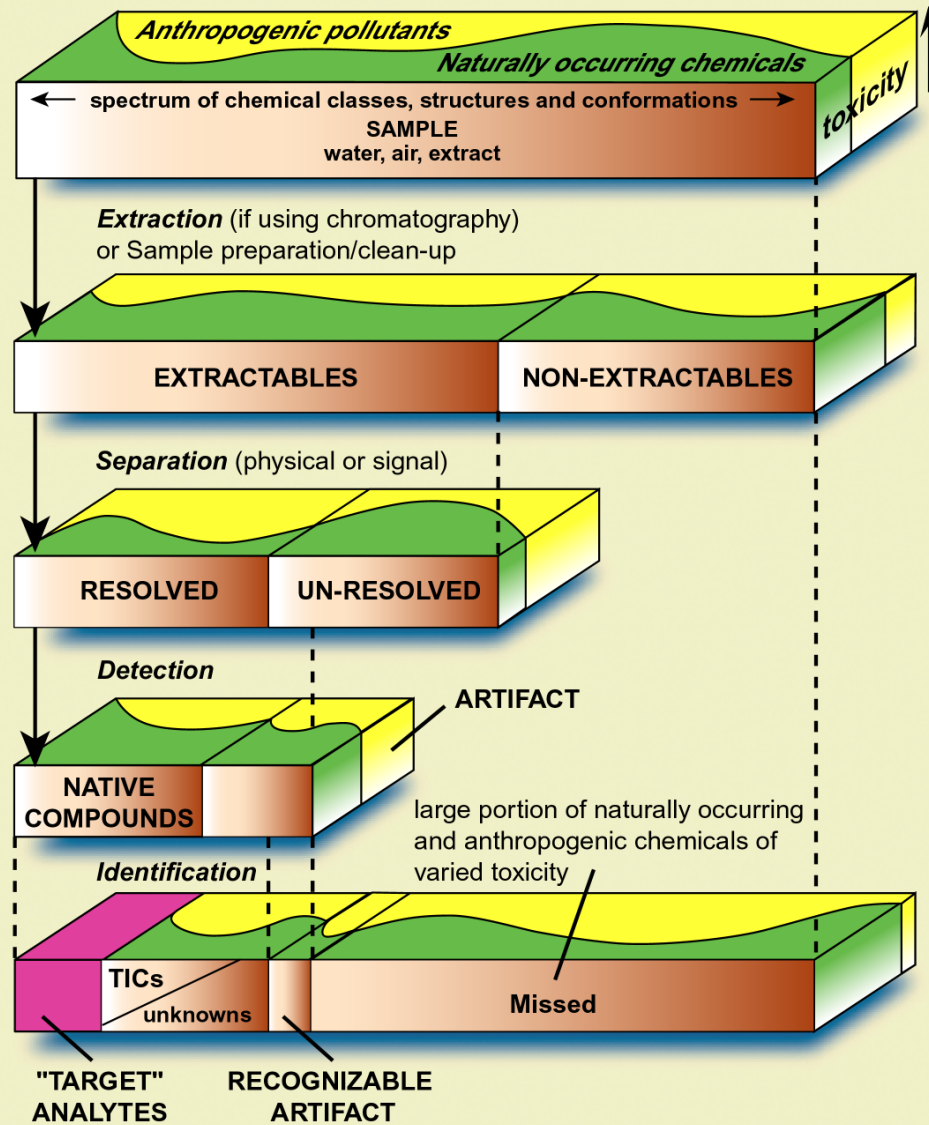 Anthropogenic pollutants
Naturally occurring chemicals
toxicity
spectrum of chemical classes, structures and conformations
SAMPLE
water, air, extract
Extraction (if using chromatography)
or Sample preparation/clean-up
EXTRACTABLES
NON-EXTRACTABLES
Separation (physical or signal)
RESOLVED
UN-RESOLVED
Detection
ARTIFACT
NATIVE
COMPOUNDS
large portion of naturally occurring
and anthropogenic chemicals of
varied toxicity
Identification
TICs
unknowns
Missed
"TARGET"
ANALYTES
RECOGNIZABLE
ARTIFACT